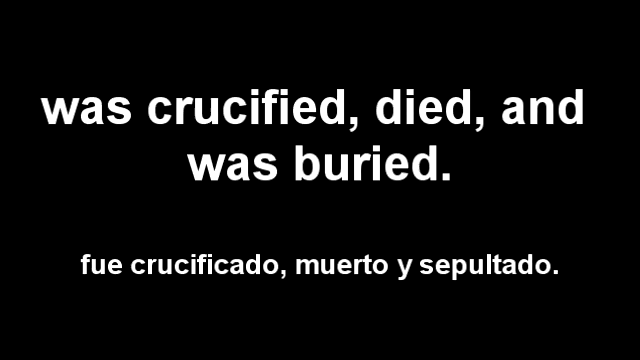 was crucified, died, and
was buried.
fue crucificado, muerto y sepultado.